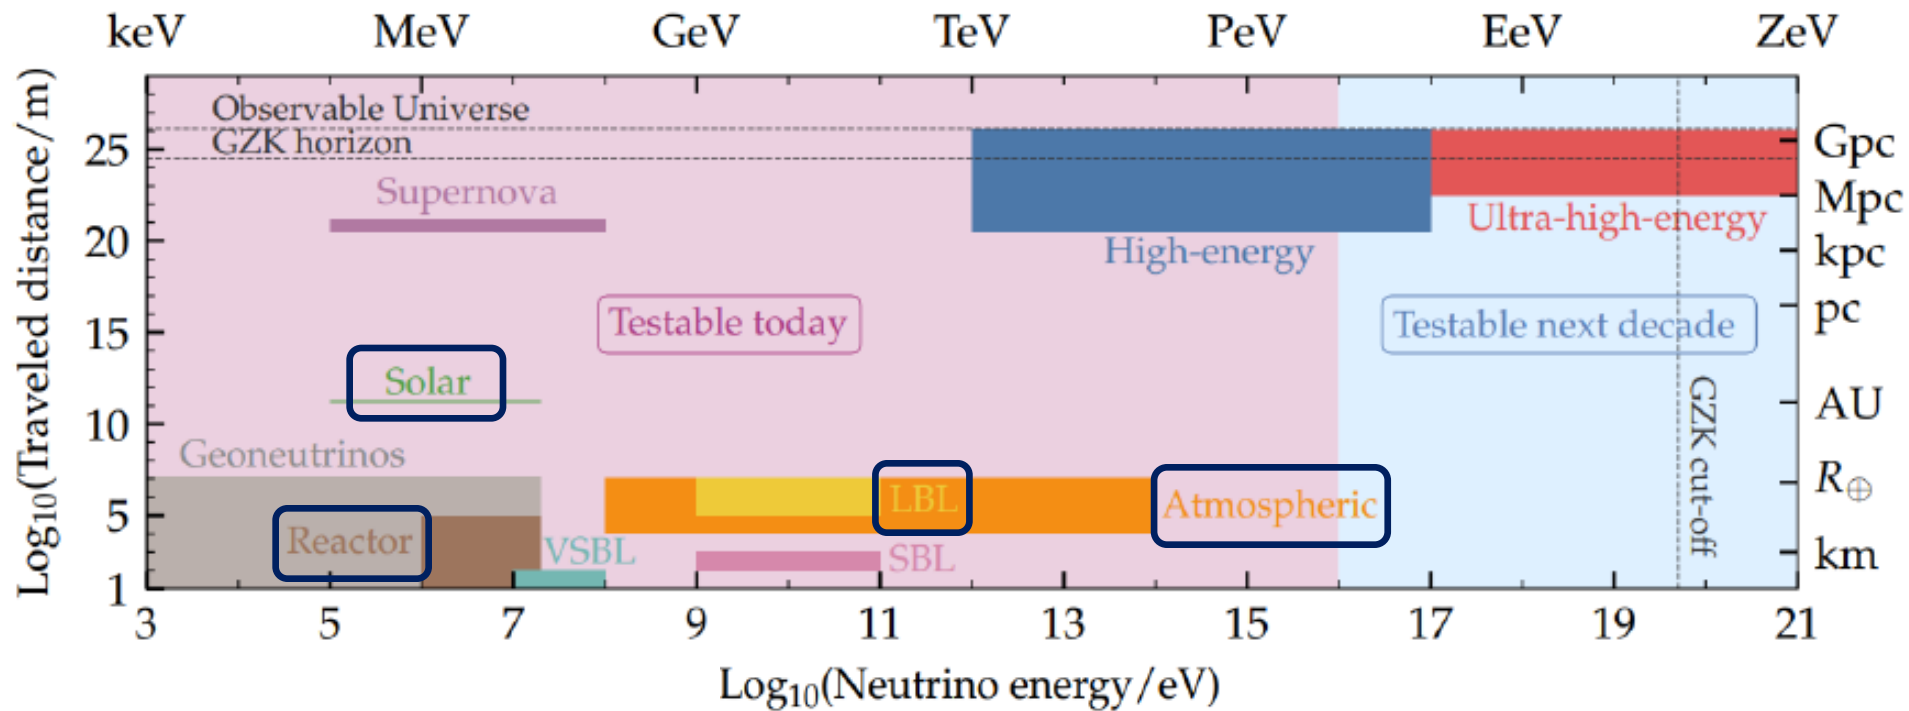 keV MeV GeV TeV PeV EeV ZeV
Log10(Traveled distance/m)
25
20
15
10
5
1
Observable Universe
GZK horizon
Supernova
High-energy
Ultra-high-energy
Testable today
Testable next decade
Solar
Geoneutrinos
Reactor
VSBL
LBL
SBL
Atmospheric
GZK cut-off
Gpc
Mpc
kpc
pc
AU
R⊕
km
3 5 7 9 11 13 15 17 19 21
Log10(Neutrino energy/eV)